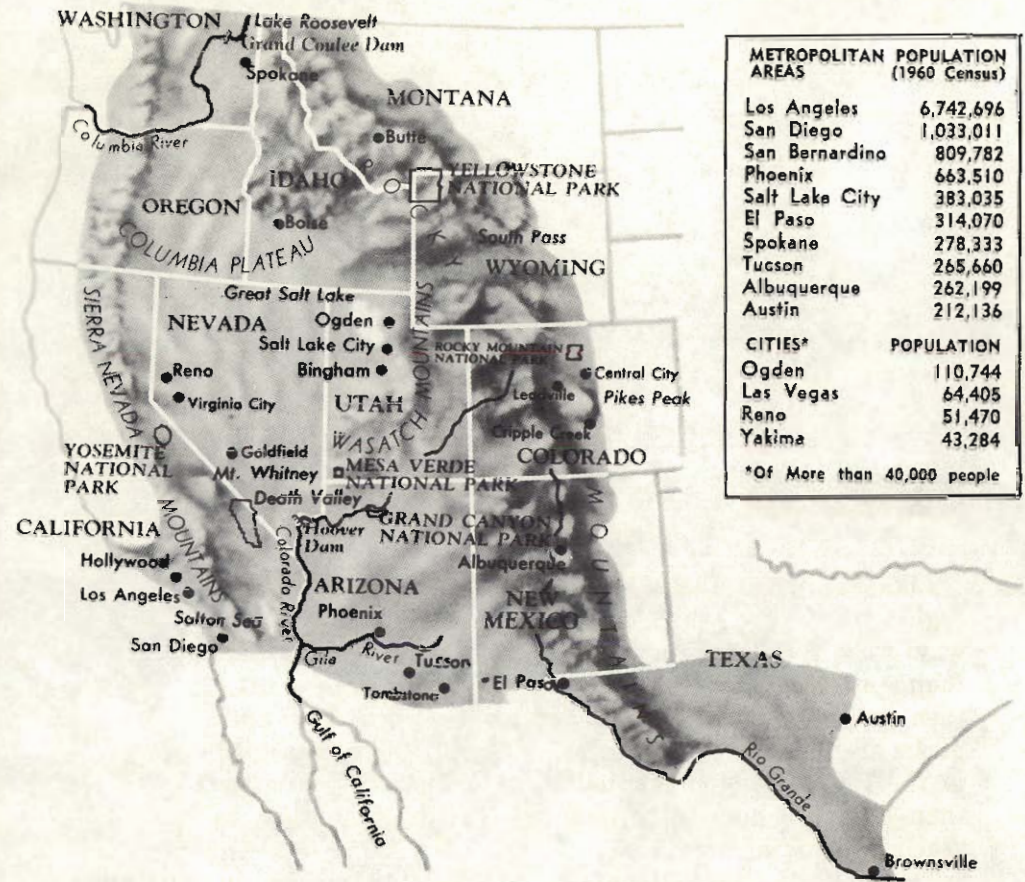 WASHINGTON
Lake Roosevelt
Grand Coulee Dam
Spokane
MONTANA
Columbia River
Butte
IDAHO
YELLOWSTONE
NATIONAL PARK
OREGON
Boise
South Pass
COLUMBIA PLATEAU
WYOMING
Great Salt Lake
NEVADA
Ogden
Salt Lake City
ROCKY MOUNTAIN
NATIONAL PARK
Bingham
Central City
Reno
Leadville
Pikes Peak
Virginia City
UTAH
WASATCH MOUNTAINS
Cripple Creek
SIERRA NEVADA
MOUNTAINS
COLORADO
Goldfield
YOSEMITE
NATIONAL
PARK
Mt. Whitney
MESA VERDE
NATIONAL PARK
Death Valley
CALIFORNIA
Hoover
Dam
GRAND CANYON
NATIONAL PARK
Colorado River
Albuquerque
Hollywood
ARIZONA
Los Angeles
NEW
MEXICO
Phoenix
Salton Sea
San Diego
Gila River
Tucson
TEXAS
Tombstone
El Paso
ROCKY
MOUNTAINS
Austin
Gulf of California
Rio Grande
Brownsville
METROPOLITAN POPULATION
AREAS (1960 Census)
Los Angeles 6,742,696
San Diego 1,033,011
San Bernardino 809,782
Phoenix 663,510
Salt Lake City 383,035
El Paso 314,070
Spokane 278,333
Tucson 265,660
Albuquerque 262,199
Austin 212,136
CITIES* POPULATION
Ogden 110,744
Las Vegas 64,405
Reno 51,470
Yakima 43,284
*Of More than 40,000 people